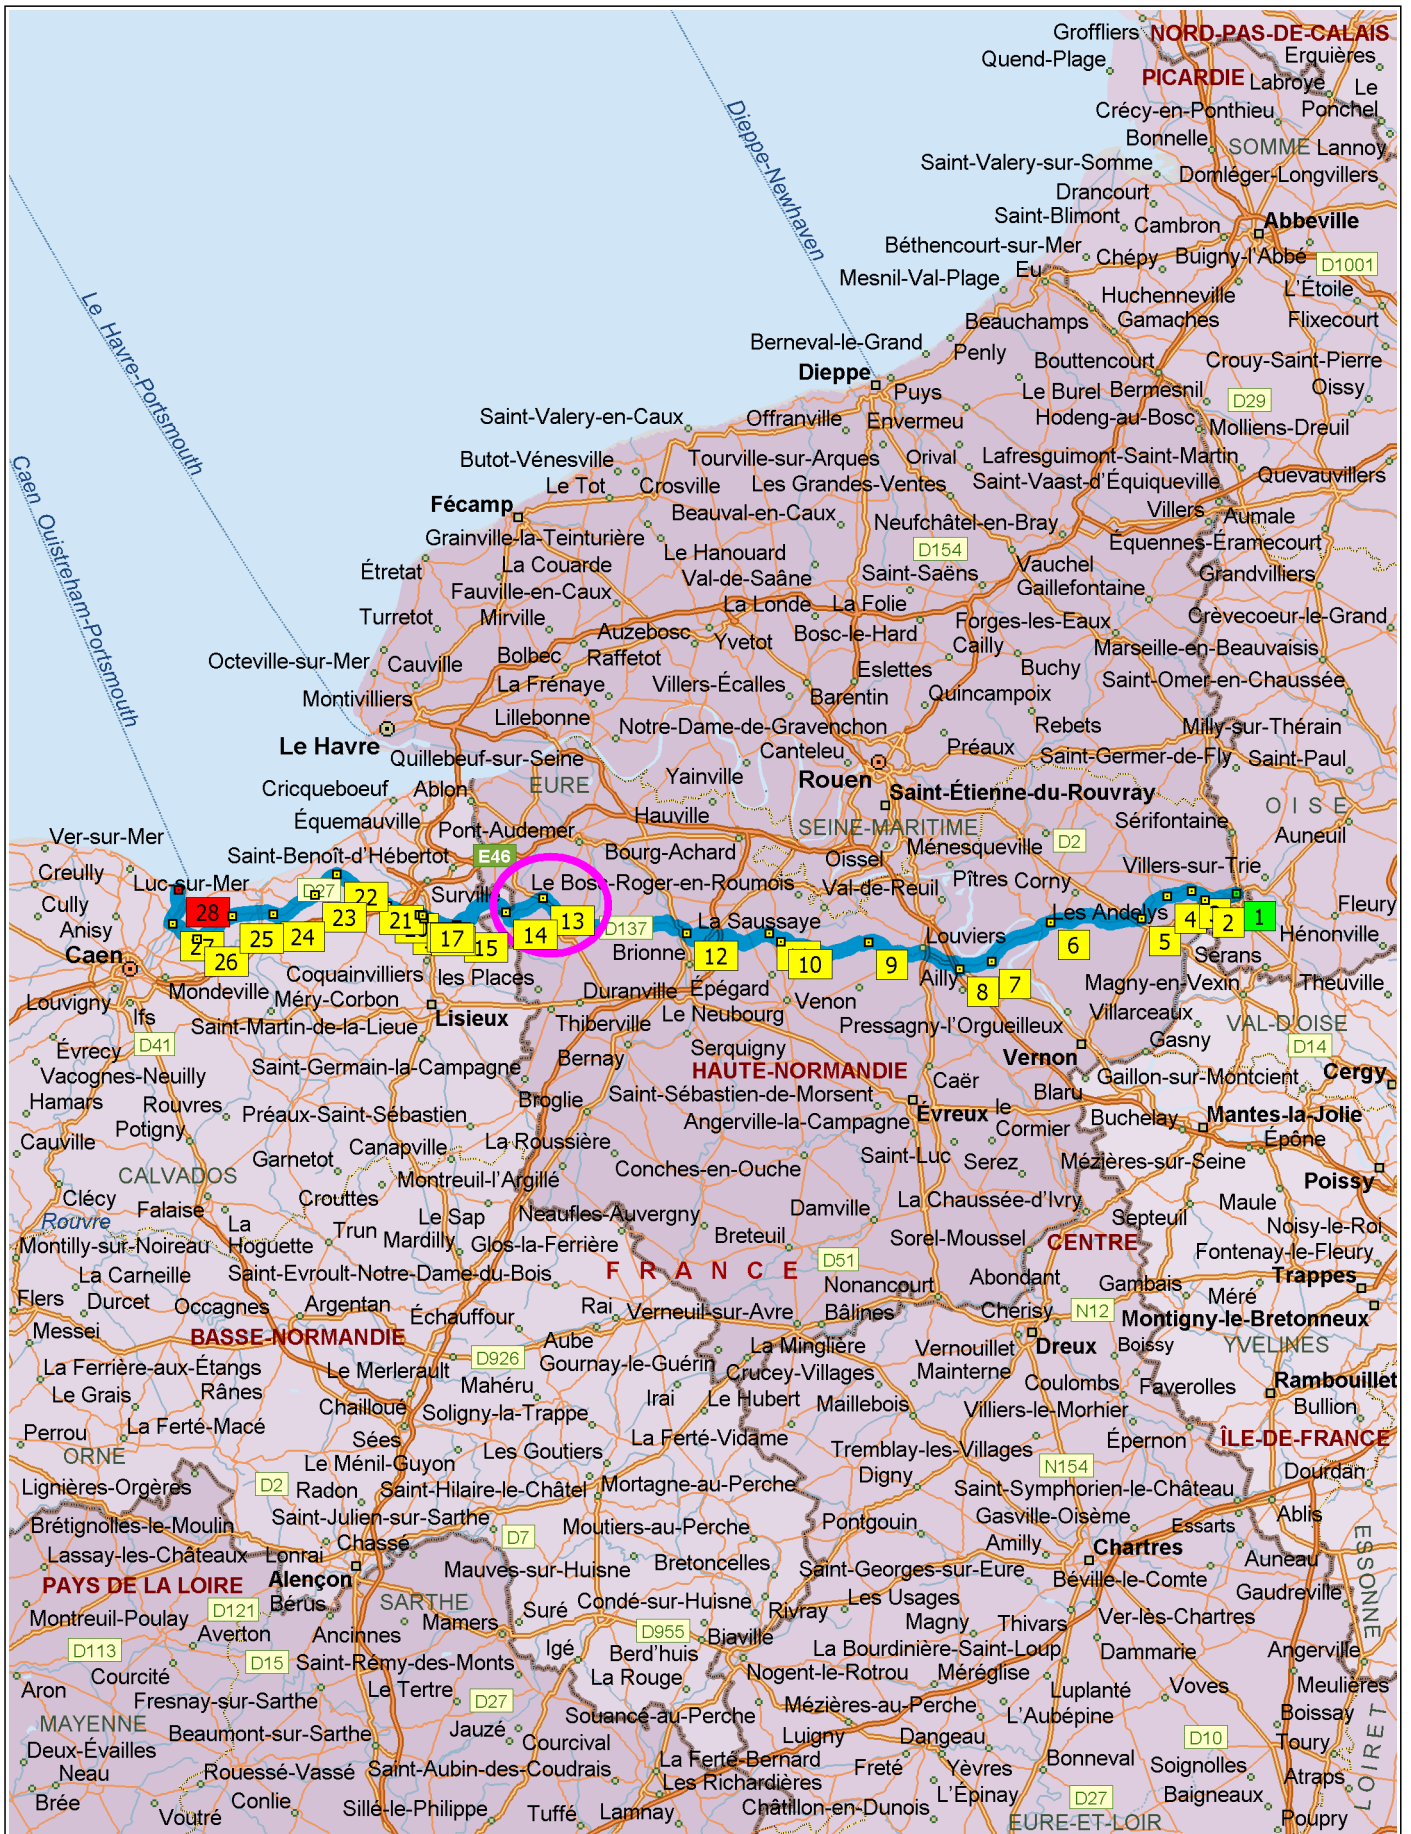 Groffliers
NORD-PAS-DE-CALAIS
Quend-Plage
Erquières
PICARDIE
Labroye
Le Ponchel
Crécy-en-Ponthieu
Bonnelle
SOMME
Lannoy
Dieppe-Newhaven
Saint-Valery-sur-Somme
Domléger-Longvillers
Drancourt
Saint-Blimont
Cambron
Abbeville
Béthencourt-sur-Mer
Chépy
Buigny-l'Abbé
D1001
Mesnil-Val-Plage
Eu
L'Étoile
Le Havre-Portsmouth
Huchenneville
Beauchamps
Gamaches
Flixecourt
Berneval-le-Grand
Penly
Bouttencourt
Crouy-Saint-Pierre
Dieppe
Puys
Le Burel
Bermesnil
Oissy
D29
Saint-Valery-en-Caux
Offranville
Envermeu
Hodeng-au-Bosc
Molliens-Dreuil
Caen Ouistreham-Portsmouth
Butot-Vénesville
Tourville-sur-Arques
Orival
Lafresguimont-Saint-Martin
Le Tot
Crosville
Les Grandes-Ventes
Saint-Vaast-d'Équiqueville
Quevauvillers
Fécamp
Beauval-en-Caux
Neufchâtel-en-Bray
Villers
Aumale
Grainville-la-Teinturière
Le Hanouard
D154
Équennes-Éramecourt
Étretat
La Couarde
Val-de-Saâne
Saint-Saëns
Vauchel
Gaillefontaine
Grandvilliers
Fauville-en-Caux
La Londe
La Folie
Turretot
Mirville
Auzebosc
Yvetot
Bosc-le-Hard
Forges-les-Eaux
Crèvecoeur-le-Grand
Cailly
Octeville-sur-Mer
Cauville
Bolbec
Raffetot
Eslettes
Buchy
Marseille-en-Beauvaisis
Montivilliers
La Frénaye
Villers-Écalles
Barentin
Quincampoix
Saint-Omer-en-Chaussée
Lillebonne
Notre-Dame-de-Gravenchon
Rebets
Milly-sur-Thérain
Le Havre
Quillebeuf-sur-Seine
Canteleu
Préaux
Saint-Germer-de-Fly
Saint-Paul
Cricqueboeuf
Ablon
EURE
Yainville
Rouen
Saint-Étienne-du-Rouvray
OISE
Ver-sur-Mer
Équemauville
Pont-Audemer
Hauville
SEINE-MARITIME
D2
Sérifontaine
Auneuil
Saint-Benoît-d'Hébertot
E46
Bourg-Achard
Oissel
Ménesqueville
Villers-sur-Trie
Creully
Luc-sur-Mer
D27
22
Surville
Le Bosc-Roger-en-Roumois
Val-de-Reuil
Pîtres
Corny
Cully
28
23
21
13
D137
La Saussaye
Les Andelys
4
2
1
Fleury
Anisy
25
24
17
15
14
Louviers
6
5
Hénonville
Caen
26
Brionne
12
10
9
Serans
Coquainvilliers
les Places
Ailly
8
7
Magny-en-Vexin
Theuville
Louvigny
Mondeville
Méry-Corbon
Duranville
Épégard
Venon
Villarceaux
VAL-D'OISE
Ifs
Saint-Martin-de-la-Lieue
Lisieux
Thiberville
Le Neubourg
Pressagny-l'Orgueilleux
Gasny
D14
D41
Évrecy
Bernay
Serquigny
Vernon
Vacognes-Neuilly
Saint-Germain-la-Campagne
HAUTE-NORMANDIE
Caër
Blaru
Gaillon-sur-Montcient
Cergy
Hamars
Rouvres
Préaux-Saint-Sébastien
Broglie
Saint-Sébastien-de-Morsent
Évreux
le Cormier
Buchelay
Mantes-la-Jolie
Cauville
Potigny
Canapville
La Roussière
Angerville-la-Campagne
Épône
CALVADOS
Garnetot
Montreuil-l'Argillé
Conches-en-Ouche
Saint-Luc
Serez
Mézières-sur-Seine
Poissy
Clécy
Falaise
Crouttes
Le Sap
Neaufles-Auvergny
Damville
La Chaussée-d'Ivry
Septeuil
Maule
Rouvre
La Hoguette
Trun
Mardilly
Glos-la-Ferrière
Breteuil
Sorel-Moussel
CENTRE
Noisy-le-Roi
Montilly-sur-Noireau
Fontenay-le-Fleury
La Carneille
Saint-Evroult-Notre-Dame-du-Bois
FRANCE
D51
Nonancourt
Abondant
Gambais
Trappes
Flers
Durcet
Occagnes
Argentan
Échauffour
Rai
Verneuil-sur-Avre
Bâlines
Cherisy
N12
Méré
Montigny-le-Bretonneux
Messei
BASSE-NORMANDIE
Aube
La Minglière
Vernouillet
Dreux
Boissy
YVELINES
La Ferrière-aux-Étangs
Le Merlerault
D926
Gournay-le-Guérin
Crucey-Villages
Mainterne
Le Grais
Rânes
Mahéru
Irai
Le Hubert
Maillebois
Coulombs
Faverolles
Rambouillet
Chailloué
Soligny-la-Trappe
Villiers-le-Morhier
Bullion
Perrou
La Ferté-Macé
Sées
Les Goutiers
La Ferté-Vidame
Tremblay-les-Villages
Épernon
ÎLE-DE-FRANCE
ORNE
Le Ménil-Guyon
Digny
N154
Dourdan
Lignières-Orgères
D2
Radon
Saint-Hilaire-le-Châtel
Mortagne-au-Perche
Saint-Symphorien-le-Château
Saint-Julien-sur-Sarthe
Pontgouin
Gasville-Oisème
Essarts
Ablis
Brétignolles-le-Moulin
Chassé
D7
Moutiers-au-Perche
Amilly
Chartres
ESSONNE
Lassay-les-Châteaux
Lonrai
Mauves-sur-Huisne
Bretoncelles
Saint-Georges-sur-Eure
Auneau
PAYS DE LA LOIRE
Alençon
Béville-le-Comte
Gaudreville
D121
Bérus
SARTHE
Suré
Condé-sur-Huisne
Rivray
Les Usages
Montreuil-Poulay
Averton
Mamers
Magny
Thivars
Ver-lès-Chartres
D113
Ancinnes
D955
Biaville
La Bourdinière-Saint-Loup
Dammarie
Angerville
Courcité
D15
Saint-Rémy-des-Monts
Igé
Berd'huis
Nogent-le-Rotrou
Méréglise
Aron
Fresnay-sur-Sarthe
Le Tertre
D27
La Rouge
Mézières-au-Perche
Luplanté
Voves
Meulières
MAYENNE
Beaumont-sur-Sarthe
Jauzé
Souancé-au-Perche
L'Aubépine
Boissay
Deux-Évailles
Courcival
Luigny
Dangeau
D10
Toury
LOIRET
Neau
Rouessé-Vassé
Saint-Aubin-des-Coudrais
La Ferté-Bernard
Freté
Yèvres
Bonneval
Soignolles
Atraps
Brée
Conlie
Les Richardières
L'Épinay
D27
Baigneaux
Voutré
Sillé-le-Philippe
Tuffé
Lamnay
Châtillon-en-Dunois
EURE-ET-LOIR
Poupry